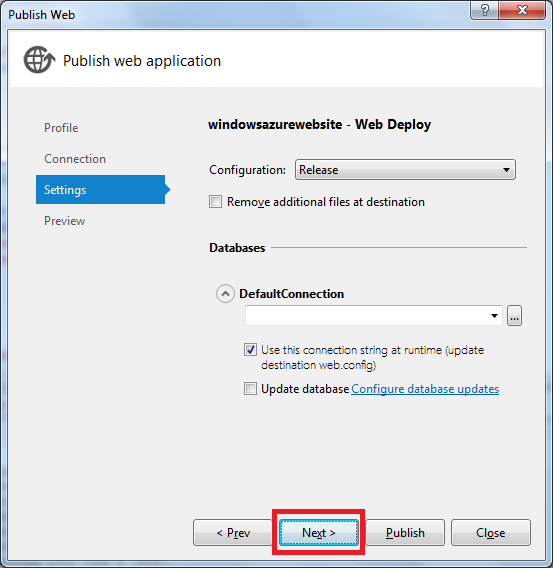 Publish Web
?
Publish web application
Profile
Connection
Settings
Preview
windowsazurewebsite - Web Deploy
Configuration: Release
Remove additional files at destination
Databases
DefaultConnection
...
Use this connection string at runtime (update
destination web.config)
Update database Configure database updates
< Prev Next > Publish Close